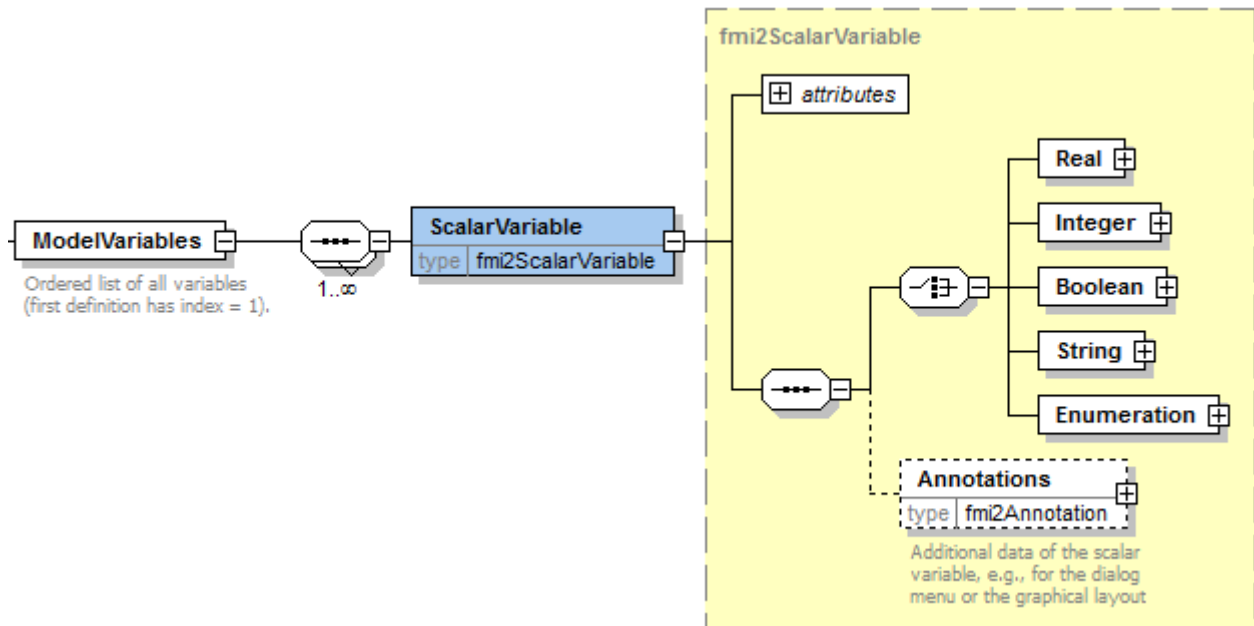 fmi2ScalarVariable
attributes
Real
Integer
ModelVariables
ScalarVariable
type fmi2ScalarVariable
Ordered list of all variables
(first definition has index = 1).
1..∞
Boolean
String
Enumeration
Annotations
type fmi2Annotation
Additional data of the scalar
variable, e.g., for the dialog
menu or the graphical layout